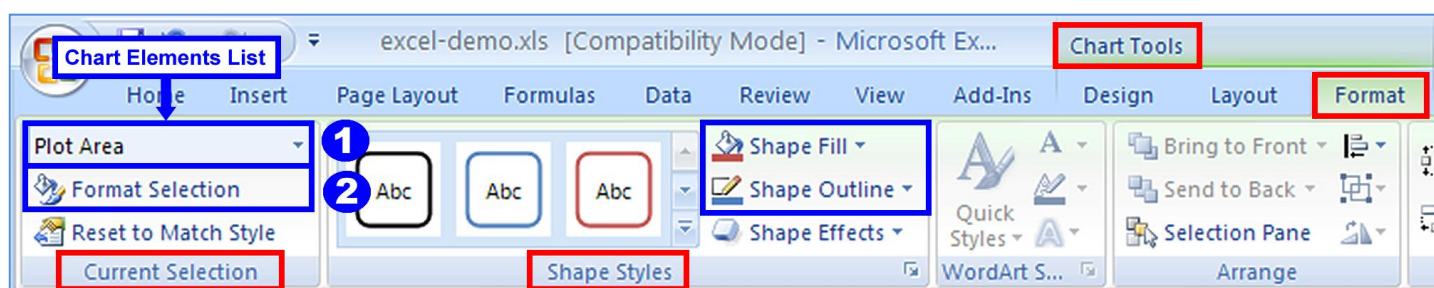 excel-demo.xls [Compatibility Mode] - Microsoft Ex...
Chart Tools
Chart Elements List
Home Insert Page Layout Formulas Data Review View Add-Ins Design Layout Format
Plot Area
1
Format Selection
2
Reset to Match Style
Current Selection
Abc Abc Abc
Shape Fill
Shape Outline
Shape Effects
Shape Styles
A A
Quick
Styles A
WordArt S...
Bring to Front
Send to Back
Selection Pane
Arrange